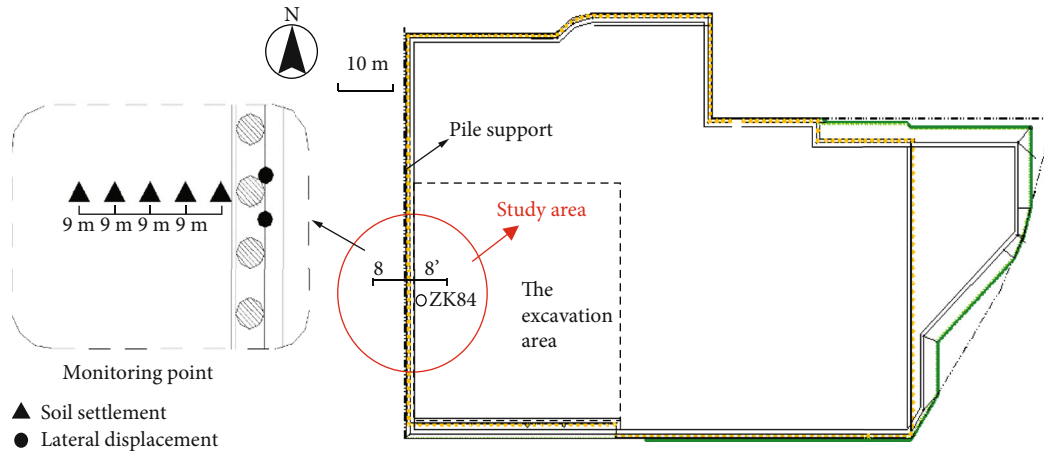 N
10 m
Pile support
Study area
8 8’
ZK84
The
excavation
area
9 m 9 m 9 m 9 m
Monitoring point
Soil settlement
Lateral displacement